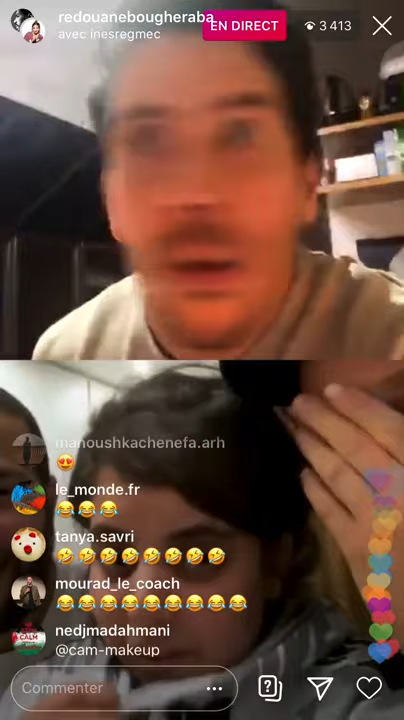 redouanebougheraba
avec inesregmec
EN DIRECT
3 413
manoushkachenefa.arh
😍
le_monde.fr
😂😂😂
tanya.savri
🤣🤣🤣🤣🤣🤣🤣🤣
mourad_le_coach
😂😂😂😂😂😂😂😂😂
nedjmadahmani
@cam-makeup
Commenter